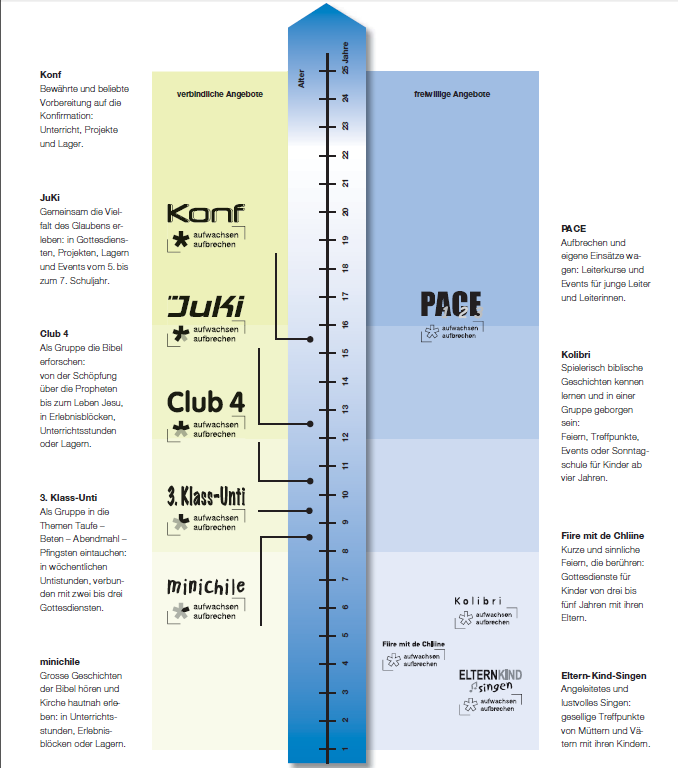 Konf
Bewährte und beliebte
Vorbereitung auf die
Konfirmation:
Unterricht, Projekte
und Lager.
JuKi
Gemeinsam die Viel-
falt des Glaubens er-
leben: in Gottesdiens-
ten, Projekten, Lagern
und Events vom 5. bis
zum 7. Schuljahr.
Club 4
Als Gruppe die Bibel
erforschen:
von der Schöpfung
über die Propheten
bis zum Leben Jesu,
in Erlebnisblöcken,
Unterrichtsstunden
oder Lagern.
3. Klass-Unti
Als Gruppe in die
Themen Taufe –
Beten – Abendmahl –
Pfingsten eintauchen:
in wöchentlichen
Untistunden, verbun-
den mit zwei bis drei
Gottesdiensten.
minichile
Grosse Geschichten
der Bibel hören und
Kirche hautnah erle-
ben: in Unterrichts-
stunden, Erlebnis-
blöcken oder Lagern.
verbindliche Angebote
Konf
aufwachsen
aufbrechen
JuKi
aufwachsen
aufbrechen
Club 4
aufwachsen
aufbrechen
3. Klass-Unti
aufwachsen
aufbrechen
minichile
aufwachsen
aufbrechen
Alter
25 Jahre
24
23
22
21
20
19
18
17
16
15
14
13
12
11
10
9
8
7
6
5
4
3
2
1
freiwillige Angebote
PACE
aufwachsen
aufbrechen
Kolibri
aufwachsen
aufbrechen
Fiire mit de Chliine
aufwachsen
aufbrechen
ELTERNKIND
singen
aufwachsen
aufbrechen
PACE
Aufbrechen und
eigene Einsätze wa-
gen: Leiterkurse und
Events für junge Leiter
und Leiterinnen.
Kolibri
Spielerisch biblische
Geschichten kennen
lernen und in einer
Gruppe geborgen
sein:
Feiern, Treffpunkte,
Events oder Sonntag-
schule für Kinder ab
vier Jahren.
Fiire mit de Chliine
Kurze und sinnliche
Feiern, die berühren:
Gottesdienste für
Kinder von drei bis
fünf Jahren mit ihren
Eltern.
Eltern-Kind-Singen
Angeleitetes und
lustvolles Singen:
gesellige Treffpunkte
von Müttern und Vä-
tern mit ihren Kindern.